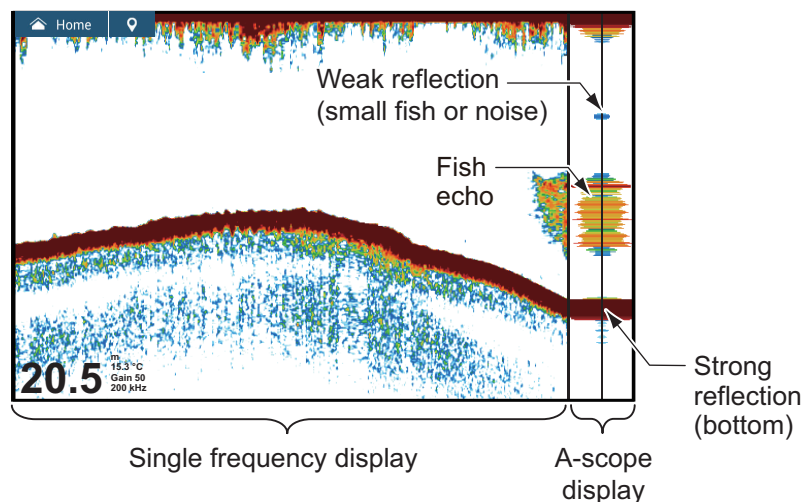 Home
Weak reflection
(small fish or noise)
Fish
echo
20.5
m
15.3 °C
Gain 50
200 kHz
Strong
reflection
(bottom)
Single frequency display
A-scope
display